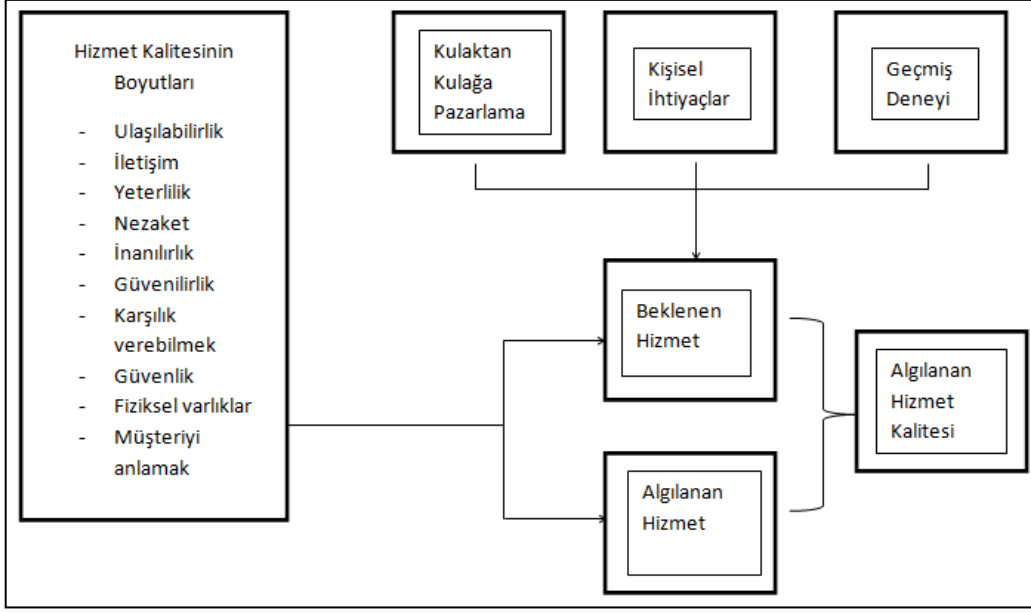 Hizmet Kalitesinin
Boyutları
- Ulaşılabilirlik
- İletişim
- Yeterlilik
- Nezaket
- İnanılırlık
- Güvenilirlik
- Karşılık
verebilmek
- Güvenlik
- Fiziksel varlıklar
- Müşteriyi
anlamak
Kulaktan
Kulağa
Pazarlama
Kişisel
İhtiyaçlar
Geçmiş
Deneyi
Beklenen
Hizmet
Algılanan
Hizmet
Algılanan
Hizmet
Kalitesi